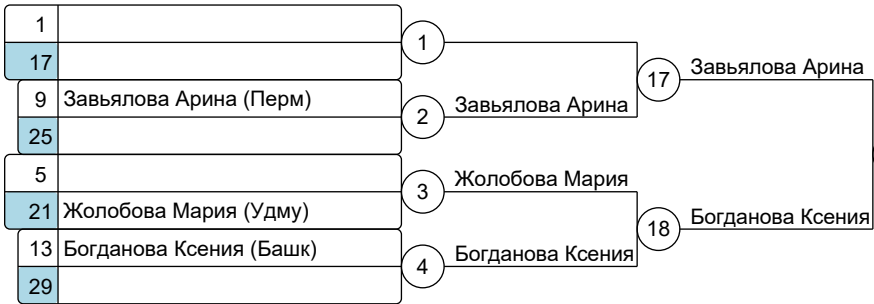 1
17
1
9 Завьялова Арина (Перм)
25
2
Завьялова Арина
17
Завьялова Арина
5
21 Жолобова Мария (Удму)
3
Жолобова Мария
13 Богданова Ксения (Башк)
29
4
Богданова Ксения
18
Богданова Ксения